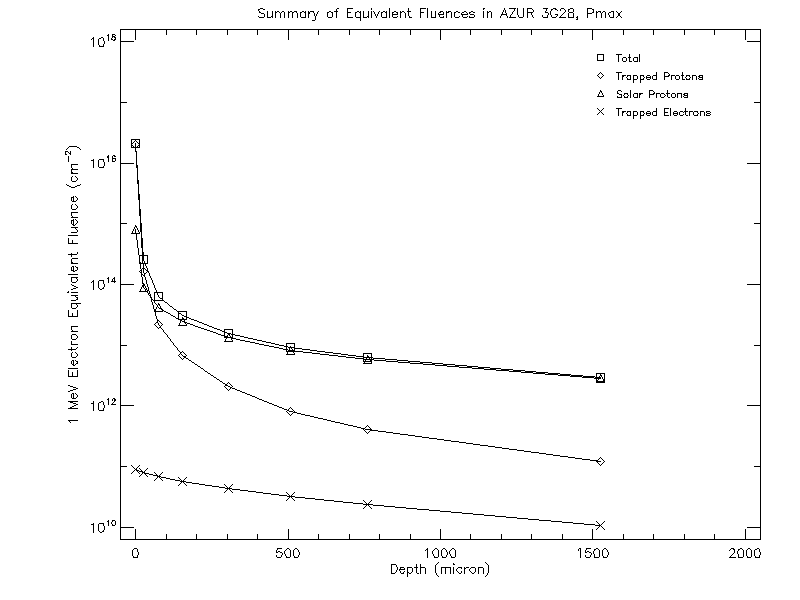 Summary of Equivalent Fluences in AZUR 3G28, Pmax
10¹⁸
10¹⁶
10¹⁴
10¹²
10¹⁰
1 MeV Electron Equivalent Fluence (cm⁻²)
Total
Trapped Protons
Solar Protons
Trapped Electrons
0 500 1000 1500 2000
Depth (micron)